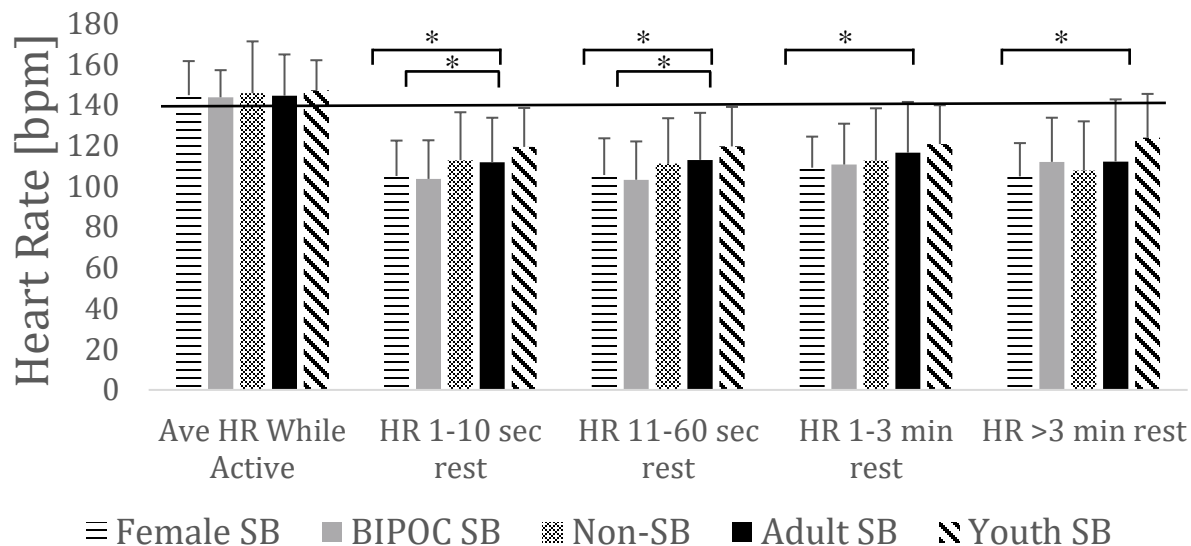 Heart Rate [bpm]
180
160
140
120
100
80
60
40
20
0
* * * *
* *
Ave HR While Active
HR 1-10 sec rest
HR 11-60 sec rest
HR 1-3 min rest
HR >3 min rest
Female SB BIPOC SB Non-SB Adult SB Youth SB